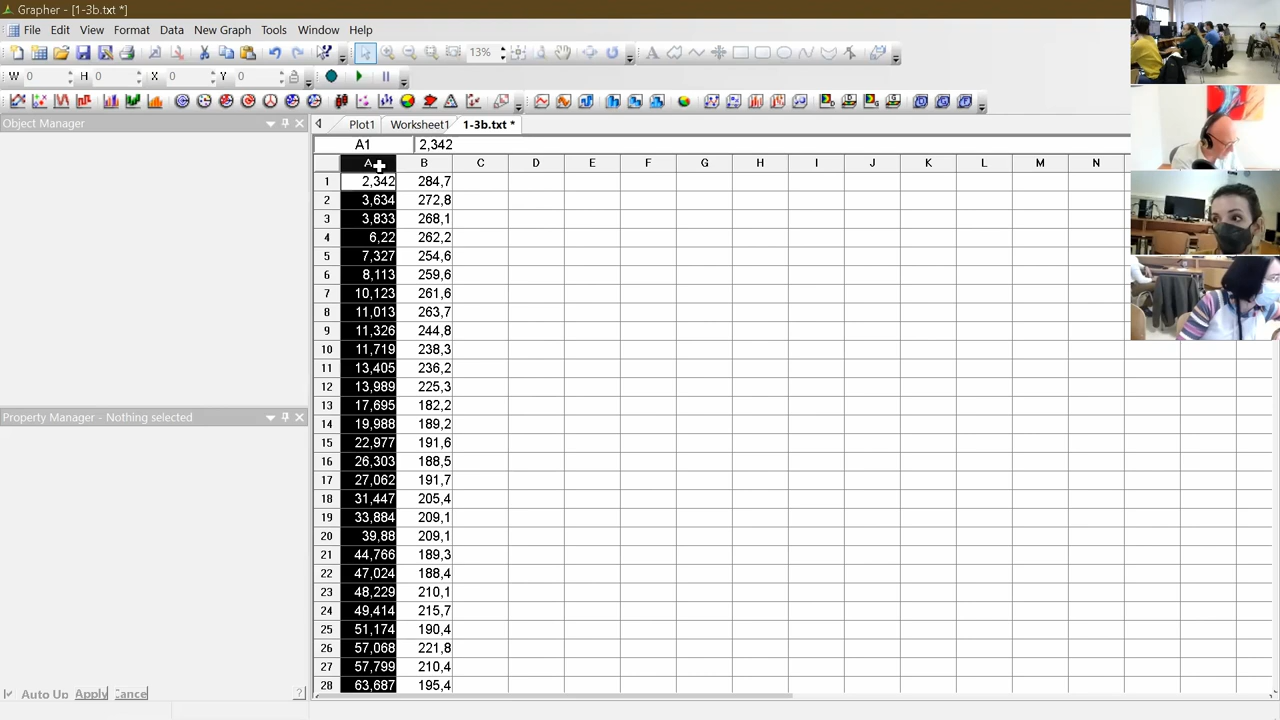 Grapher - [1-3b.txt *]
File Edit View Format Data New Graph Tools Window Help
13%
W 0 H 0 X 0 Y 0
Object Manager
Plot1 Worksheet1 1-3b.txt *
A1 2,342
A B C D E F G H I J K L M N
1 2,342 284,7
2 3,634 272,8
3 3,833 268,1
4 6,22 262,2
5 7,327 254,6
6 8,113 259,6
7 10,123 261,6
8 11,013 263,7
9 11,326 244,8
10 11,719 238,3
11 13,405 236,2
12 13,989 225,3
13 17,695 182,2
14 19,988 189,2
15 22,977 191,6
16 26,303 188,5
17 27,062 191,7
18 31,447 205,4
19 33,884 209,1
20 39,88 209,1
21 44,766 189,3
22 47,024 188,4
23 48,229 210,1
24 49,414 215,7
25 51,174 190,4
26 57,068 221,8
27 57,799 210,4
28 63,687 195,4
Property Manager - Nothing selected
Auto Up Apply Cance